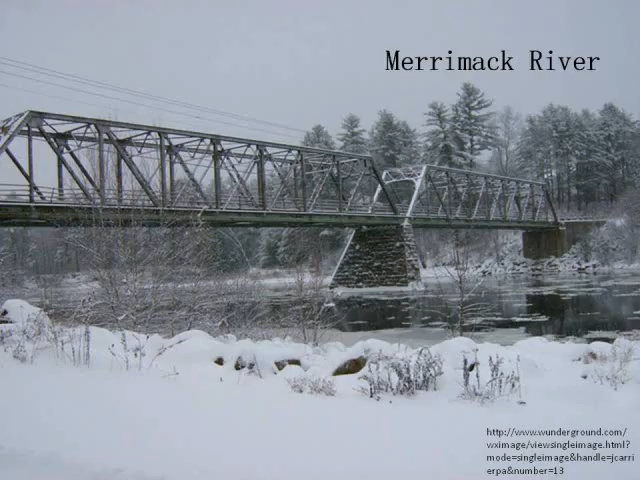 Merrimack River
http://www.wunderground.com/
wximage/viewsingleimage.html?
mode=singleimage&handle=jcarri
erpa&number=13